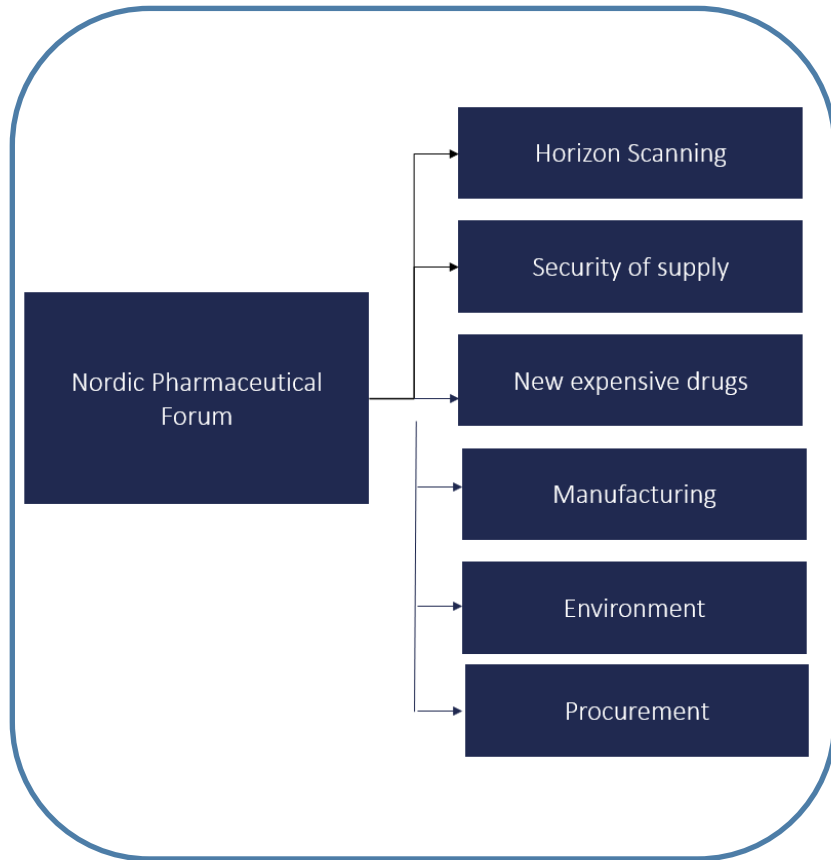 Horizon Scanning
Security of supply
Nordic Pharmaceutical
Forum
New expensive drugs
Manufacturing
Environment
Procurement